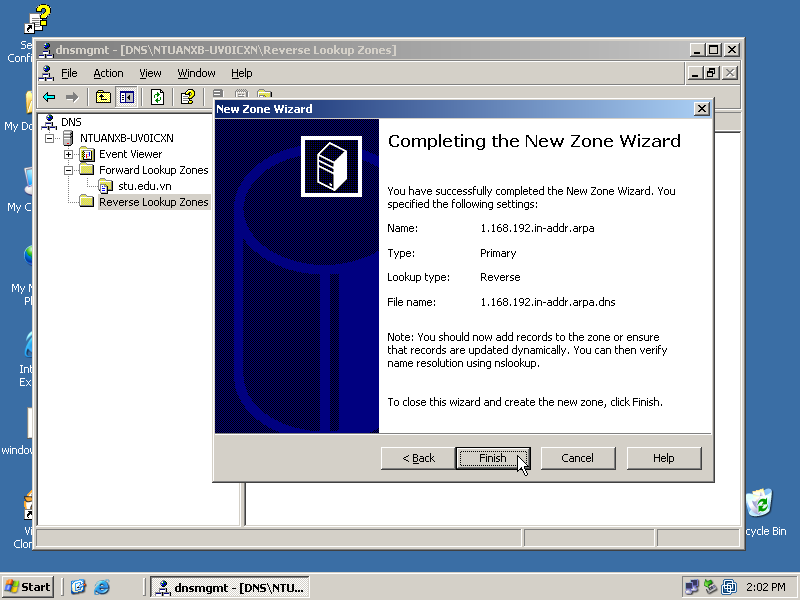 Se
Confi
dnsmgmt - [DNS\NTUANXB-UV0ICXN\Reverse Lookup Zones]
File Action View Window Help
New Zone Wizard
DNS
NTUANXB-UV0ICXN
Event Viewer
Forward Lookup Zones
stu.edu.vn
Reverse Lookup Zones
Completing the New Zone Wizard
You have successfully completed the New Zone Wizard. You
specified the following settings:
Name: 1.168.192.in-addr.arpa
Type: Primary
Lookup type: Reverse
File name: 1.168.192.in-addr.arpa.dns
Note: You should now add records to the zone or ensure
that records are updated dynamically. You can then verify
name resolution using nslookup.
To close this wizard and create the new zone, click Finish.
< Back Finish Cancel Help
My Do
My C
My N
Pl
Int
Ex
window
Vi
Clon
cycle Bin
Start dnsmgmt - [DNS\NTU... 2:02 PM